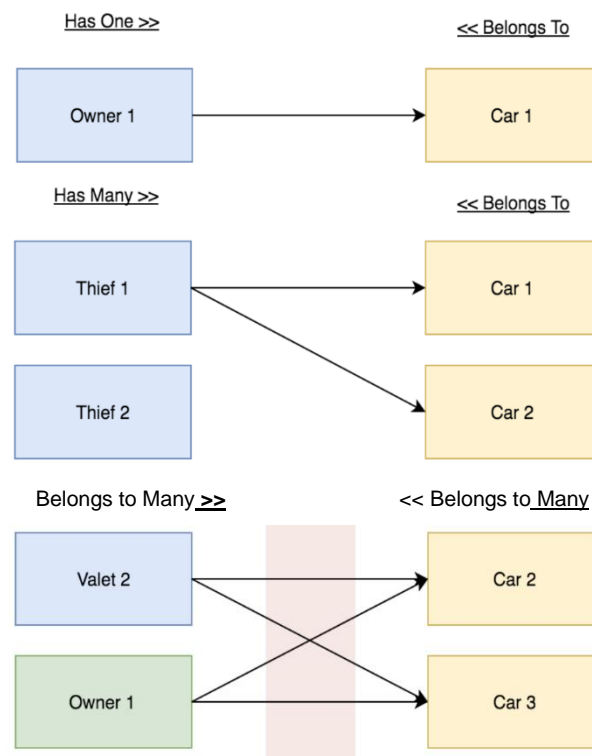 Has One >>
<< Belongs To
Owner 1
Car 1
Has Many >>
<< Belongs To
Thief 1
Car 1
Thief 2
Car 2
Belongs to Many >>
<< Belongs to Many
Valet 2
Car 2
Owner 1
Car 3